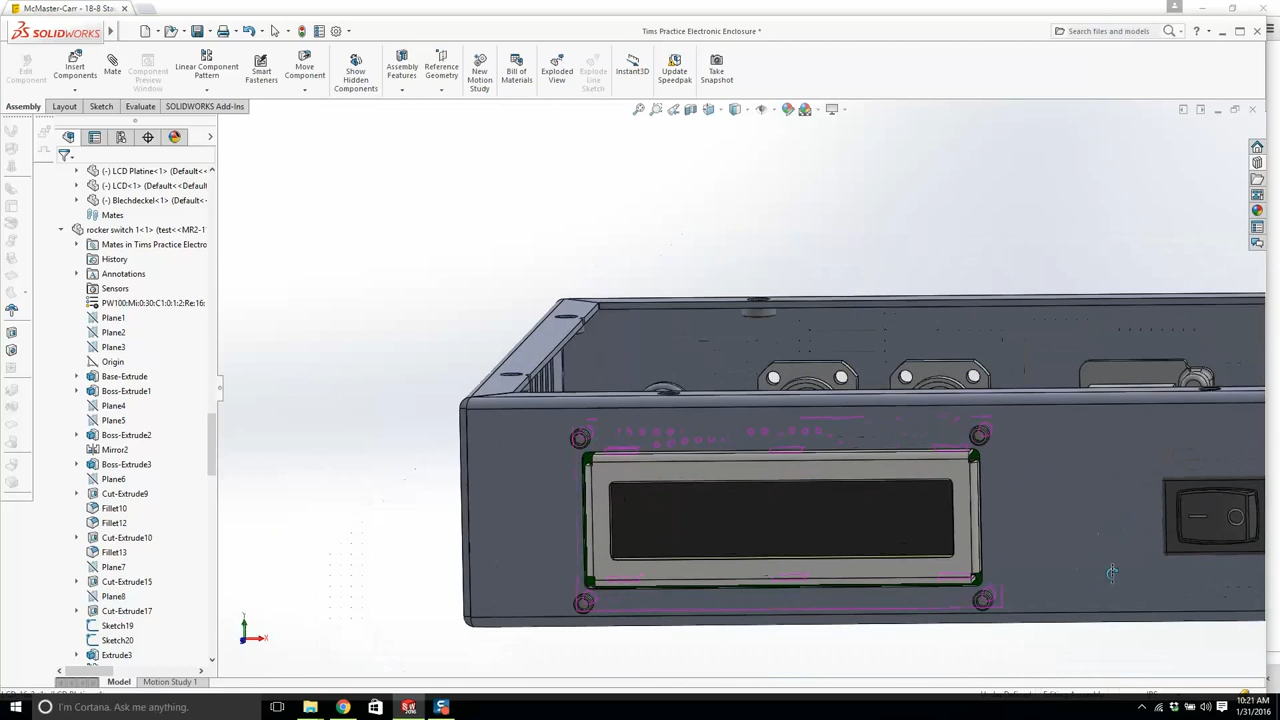 McMaster-Carr - 18-8 Sta
SOLIDWORKS
Tims Practice Electronic Enclosure *
Search files and models
Edit Component
Insert Components
Mate
Component Preview Window
Linear Component Pattern
Smart Fasteners
Move Component
Show Hidden Components
Assembly Features
Reference Geometry
New Motion Study
Bill of Materials
Exploded View
Explode Line Sketch
Instant3D
Update Speedpak
Take Snapshot
Assembly
Layout
Sketch
Evaluate
SOLIDWORKS Add-Ins
(-) LCD Platine<1> (Default<<
(-) LCD<1> (Default<<Default
(-) Blechdeckel<1> (Default<
Mates
rocker switch 1<1> (test<<MR2-1
Mates in Tims Practice Electro
History
Annotations
Sensors
PW100:Mi:0:30:C1:0:1:2:Re:16:
Plane1
Plane2
Plane3
Origin
Base-Extrude
Boss-Extrude1
Plane4
Plane5
Boss-Extrude2
Mirror2
Boss-Extrude3
Plane6
Cut-Extrude9
Fillet10
Fillet12
Cut-Extrude10
Fillet13
Plane7
Cut-Extrude15
Plane8
Cut-Extrude17
Sketch19
Sketch20
Extrude3
Y
X
Model
Motion Study 1
I'm Cortana. Ask me anything.
10:21 AM
1/31/2016